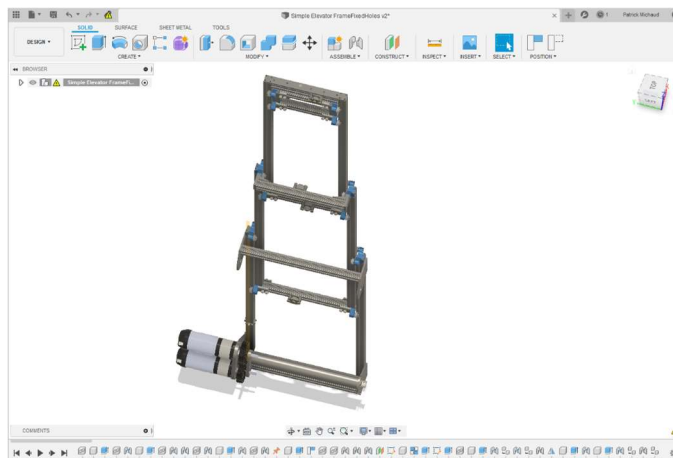 Simple Elevator FrameFixedHoles v2*
Patrick Michaud
SOLID SURFACE SHEET METAL TOOLS
DESIGN
CREATE MODIFY ASSEMBLE CONSTRUCT INSPECT INSERT SELECT POSITION
BROWSER
Simple Elevator FrameFi...
COMMENTS